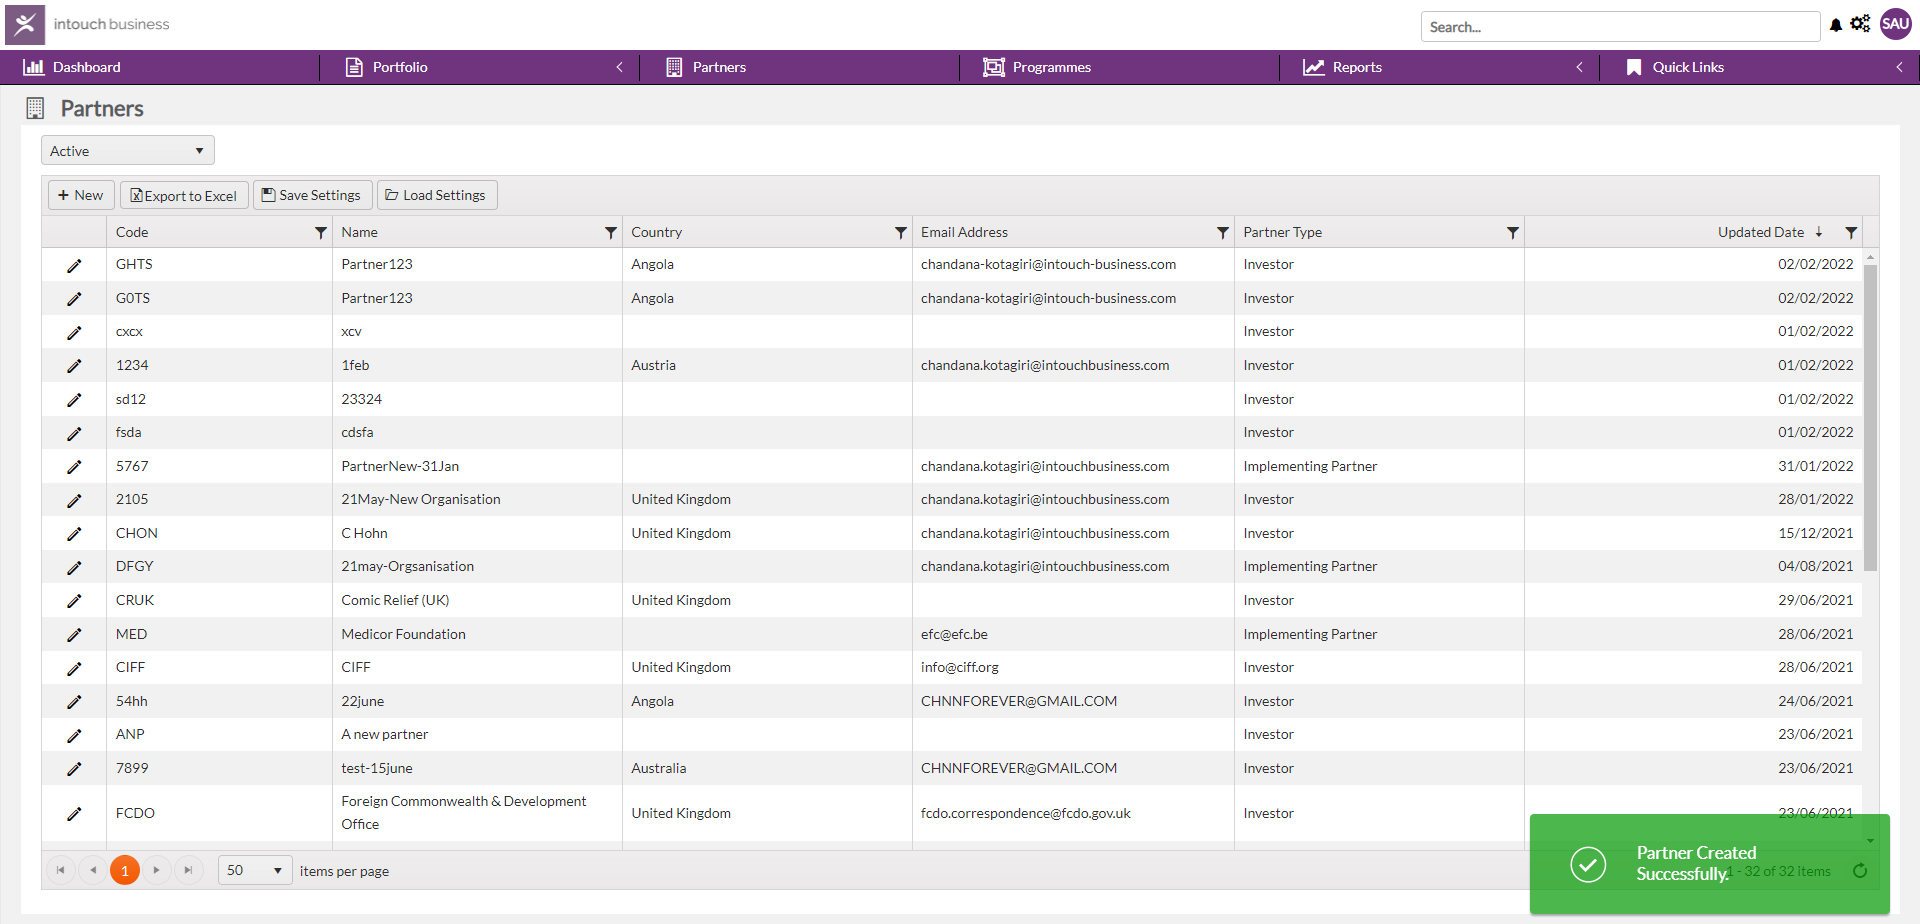 intouch business
Search...
SAU
Dashboard
Portfolio
Partners
Programmes
Reports
Quick Links
Partners
Active
+ New
Export to Excel
Save Settings
Load Settings
Code Name Country Email Address Partner Type Updated Date ↓
GHTS Partner123 Angola chandana-kotagiri@intouch-business.com Investor 02/02/2022
G0TS Partner123 Angola chandana-kotagiri@intouch-business.com Investor 02/02/2022
cxcx xcv Investor 01/02/2022
1234 1feb Austria chandana.kotagiri@intouchbusiness.com Investor 01/02/2022
sd12 23324 Investor 01/02/2022
fsda cdsfa Investor 01/02/2022
5767 PartnerNew-31Jan chandana.kotagiri@intouchbusiness.com Implementing Partner 31/01/2022
2105 21May-New Organisation United Kingdom chandana.kotagiri@intouchbusiness.com Investor 28/01/2022
CHON C Hohn United Kingdom chandana.kotagiri@intouchbusiness.com Investor 15/12/2021
DFGY 21may-Orgsanisation chandana.kotagiri@intouchbusiness.com Implementing Partner 04/08/2021
CRUK Comic Relief (UK) United Kingdom Investor 29/06/2021
MED Medicor Foundation efc@efc.be Implementing Partner 28/06/2021
CIFF CIFF United Kingdom info@ciff.org Investor 28/06/2021
54hh 22june Angola CHNNFOREVER@GMAIL.COM Investor 24/06/2021
ANP A new partner Investor 23/06/2021
7899 test-15june Australia CHNNFOREVER@GMAIL.COM Investor 23/06/2021
FCDO Foreign Commonwealth & Development
Office United Kingdom fcdo.correspondence@fcdo.gov.uk Investor 23/06/2021
1
50
items per page
1 - 32 of 32 items
Partner Created
Successfully.